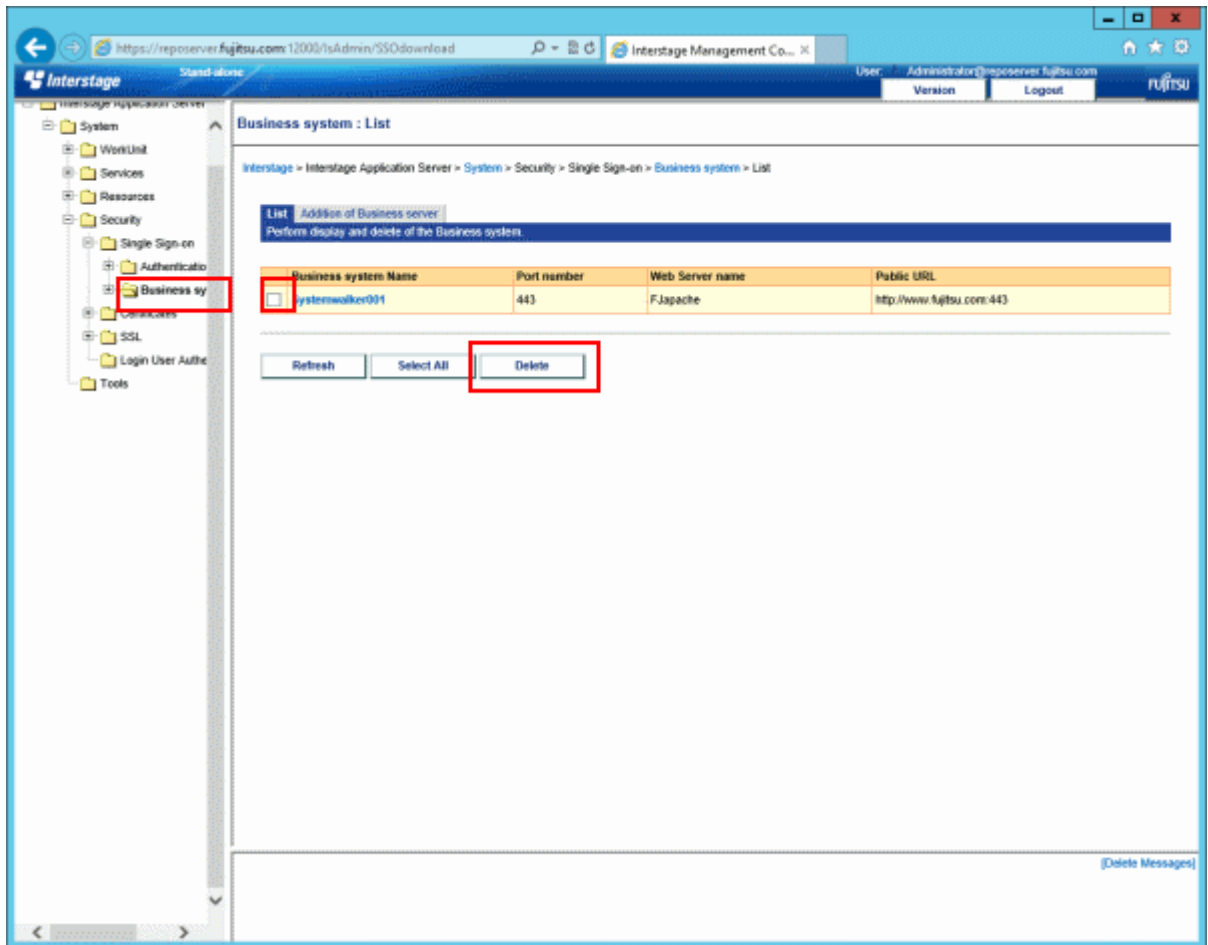 https://reposerver.fujitsu.com:12000/IsAdmin/SSOdownload
Interstage Management Co...
Interstage
Stand-alone
User: Administrator@reposerver.fujitsu.com
Version
Logout
FUJITSU
Interstage Application Server
System
WorkUnit
Services
Resources
Security
Single Sign-on
Authenticatio
Business sy
Certificates
SSL
Login User Authe
Tools
Business system : List
Interstage > Interstage Application Server > System > Security > Single Sign-on > Business system > List
List Addition of Business server
Perform display and delete of the Business system.
Business system Name Port number Web Server name Public URL
Systemwalker001 443 FJapache http://www.fujitsu.com:443
Refresh Select All Delete
[Delete Messages]